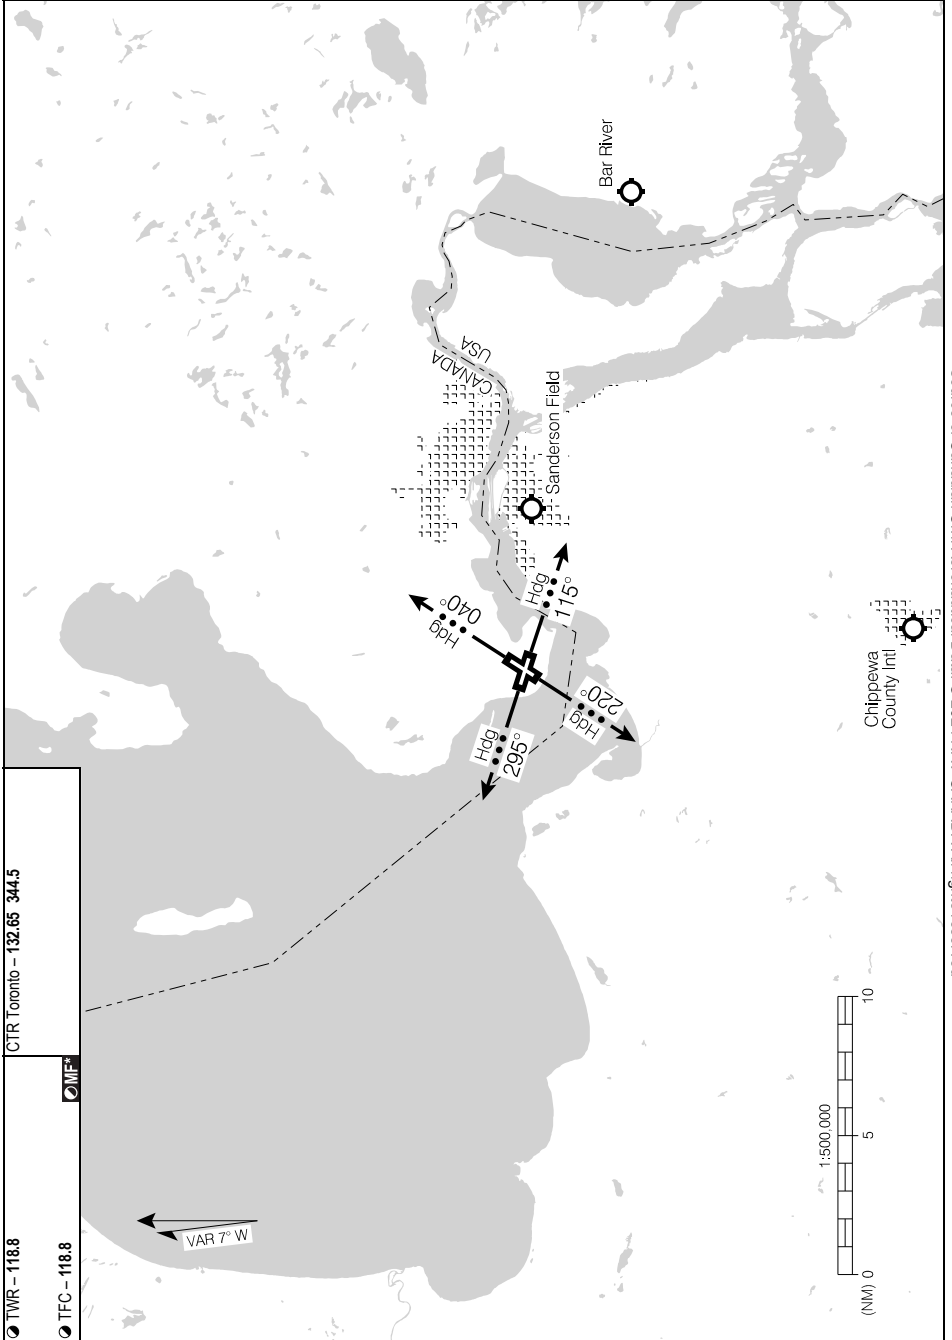 TWR – 118.8
TFC – 118.8
MF*
CTR Toronto – 132.65 344.5
VAR 7° W
Bar River
USA
CANADA
Sanderson Field
Hdg
040°
Hdg
115°
Hdg
295°
Hdg
220°
Chippewa
County Intl
1:500,000
(NM) 0
5
10